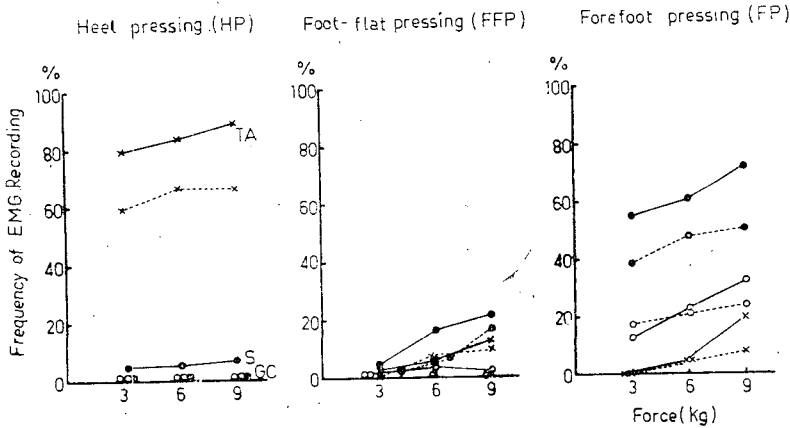 Heel pressing (HP)
Foot-flat pressing (FFP)
Forefoot pressing (FP)
Frequency of EMG Recording
%
100
80
60
40
20
0
3 6 9
TA
S
GC
%
100
80
60
40
20
0
3 6 9
%
100
80
60
40
20
0
3 6 9
Force(Kg)